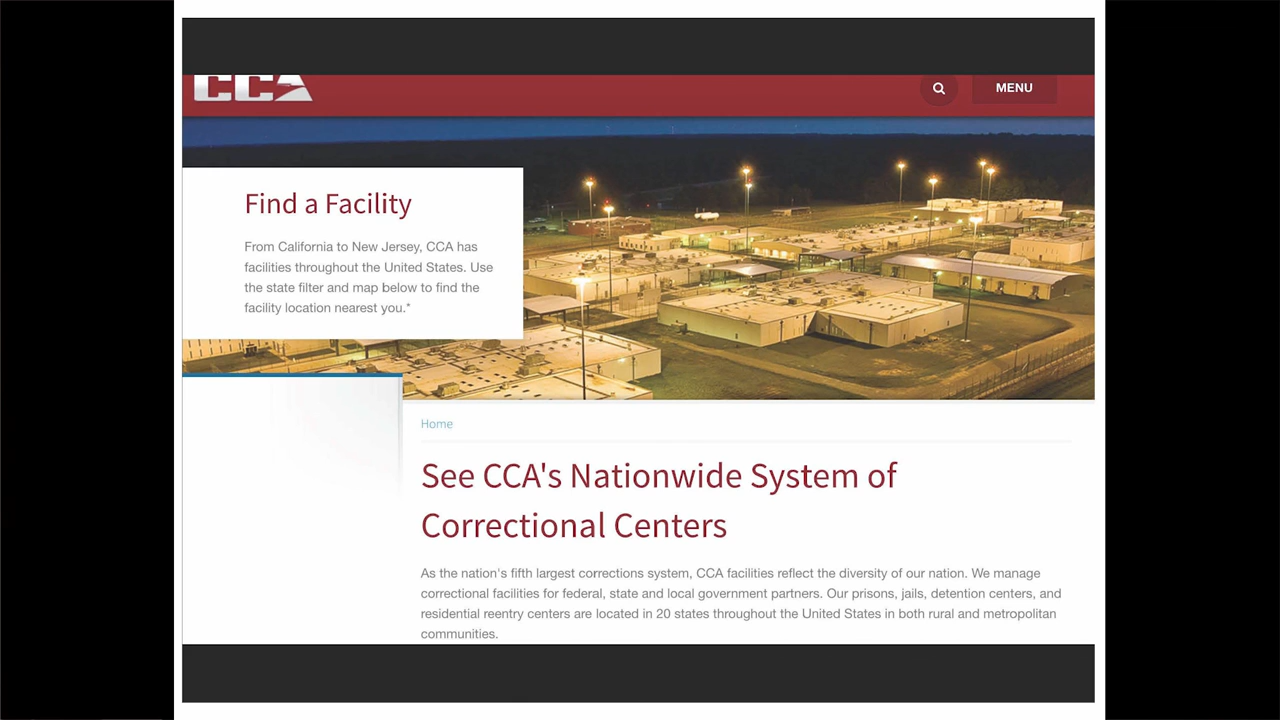 CCA
MENU
Find a Facility
From California to New Jersey, CCA has
facilities throughout the United States. Use
the state filter and map below to find the
facility location nearest you.*
Home
See CCA's Nationwide System of
Correctional Centers
As the nation's fifth largest corrections system, CCA facilities reflect the diversity of our nation. We manage
correctional facilities for federal, state and local government partners. Our prisons, jails, detention centers, and
residential reentry centers are located in 20 states throughout the United States in both rural and metropolitan
communities.